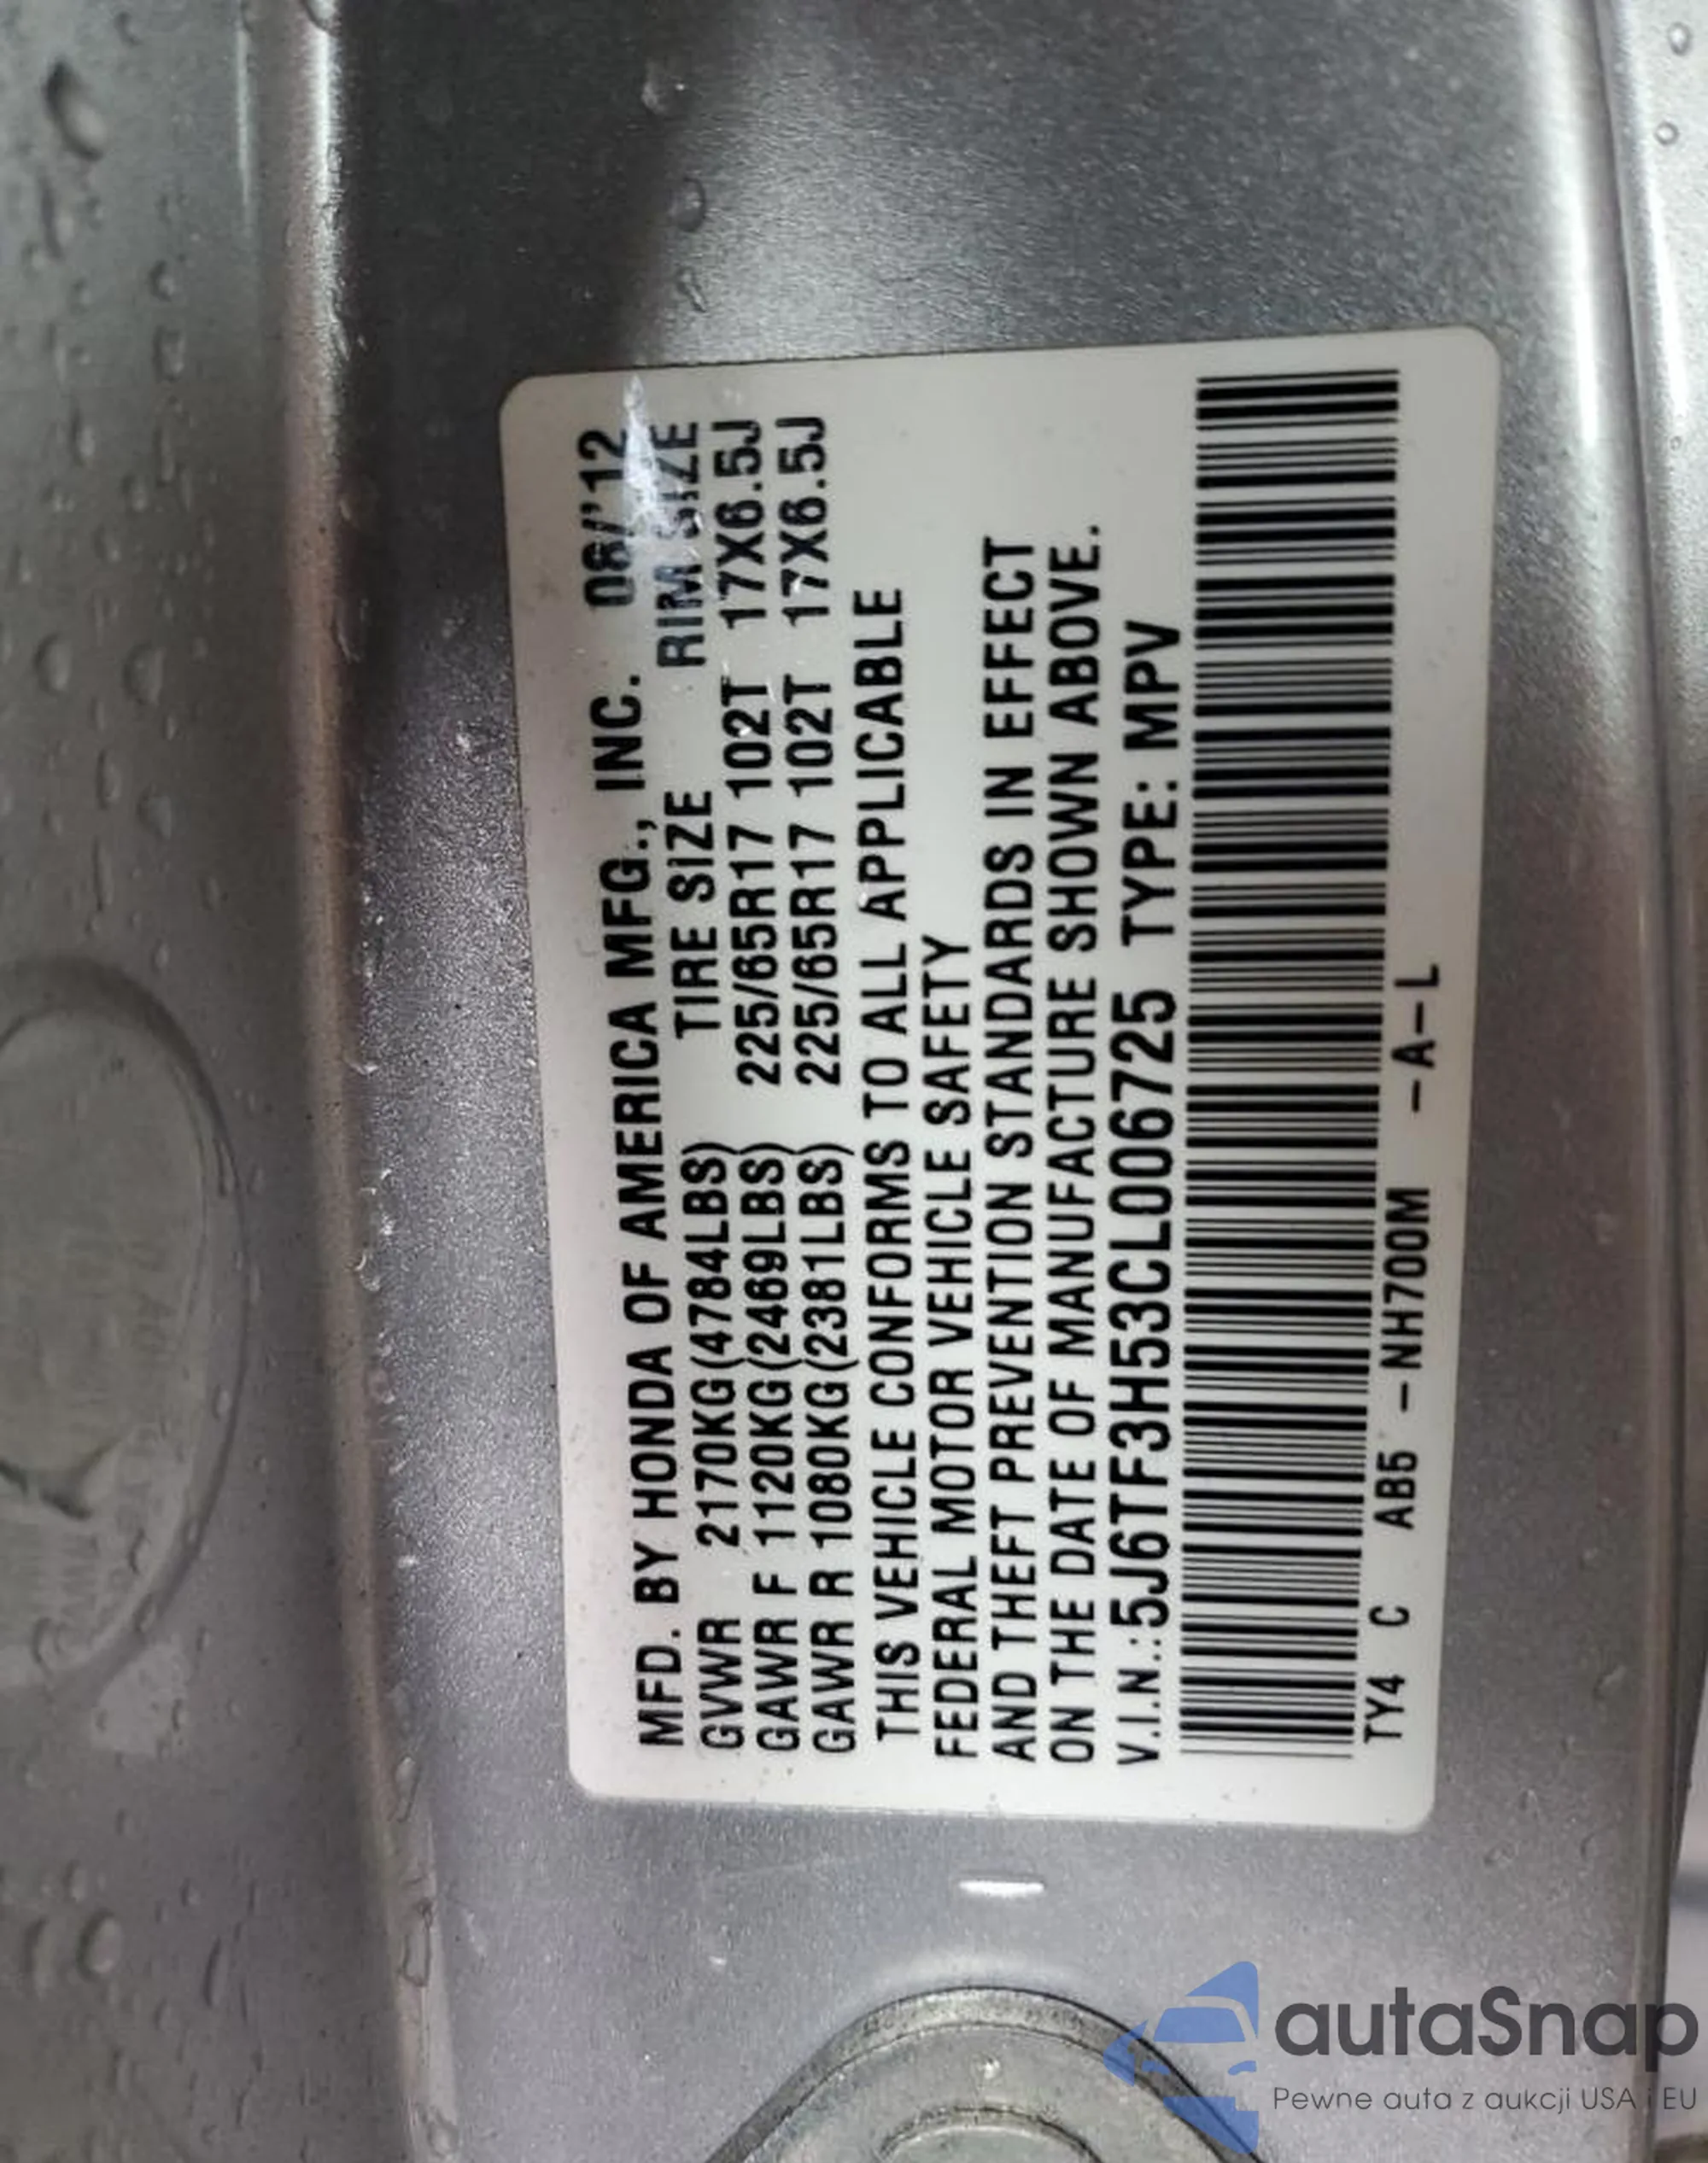 MFD. BY HONDA OF AMERICA MFG., INC. 08/'12
TIRE SIZE RIM SIZE
GVWR 2170KG(4784LBS)
GAWR F 1120KG(2469LBS) 225/65R17 102T 17X6.5J
GAWR R 1080KG(2381LBS) 225/65R17 102T 17X6.5J
THIS VEHICLE CONFORMS TO ALL APPLICABLE
FEDERAL MOTOR VEHICLE SAFETY
AND THEFT PREVENTION STANDARDS IN EFFECT
ON THE DATE OF MANUFACTURE SHOWN ABOVE.
V.I.N.:5J6TF3H53CL006725 TYPE: MPV
TY4 C AB5 -NH700M -A-L
autaSnap
Pewne auta z aukcji USA i EU